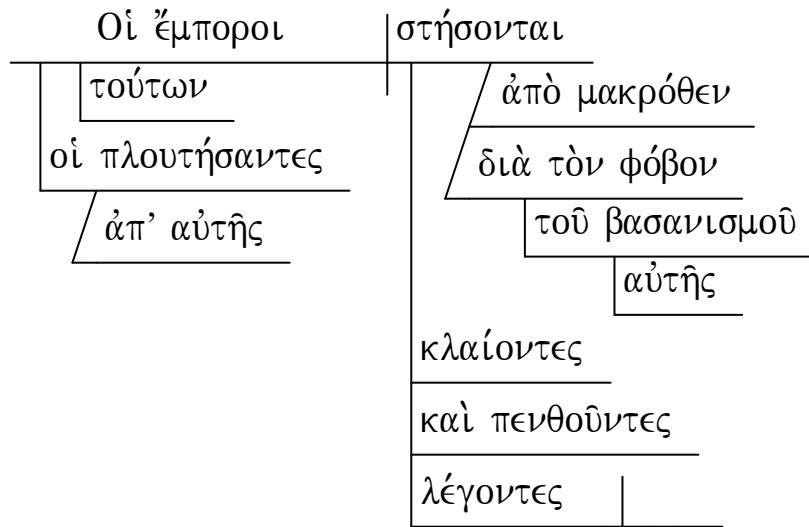 Οἱ ἔμποροι στήσονται
τούτων ἀπὸ μακρόθεν
οἱ πλουτήσαντες διὰ τὸν φόβον
ἀπ’ αὐτῆς τοῦ βασανισμοῦ
αὐτῆς
κλαίοντες
καὶ πενθοῦντες
λέγοντες